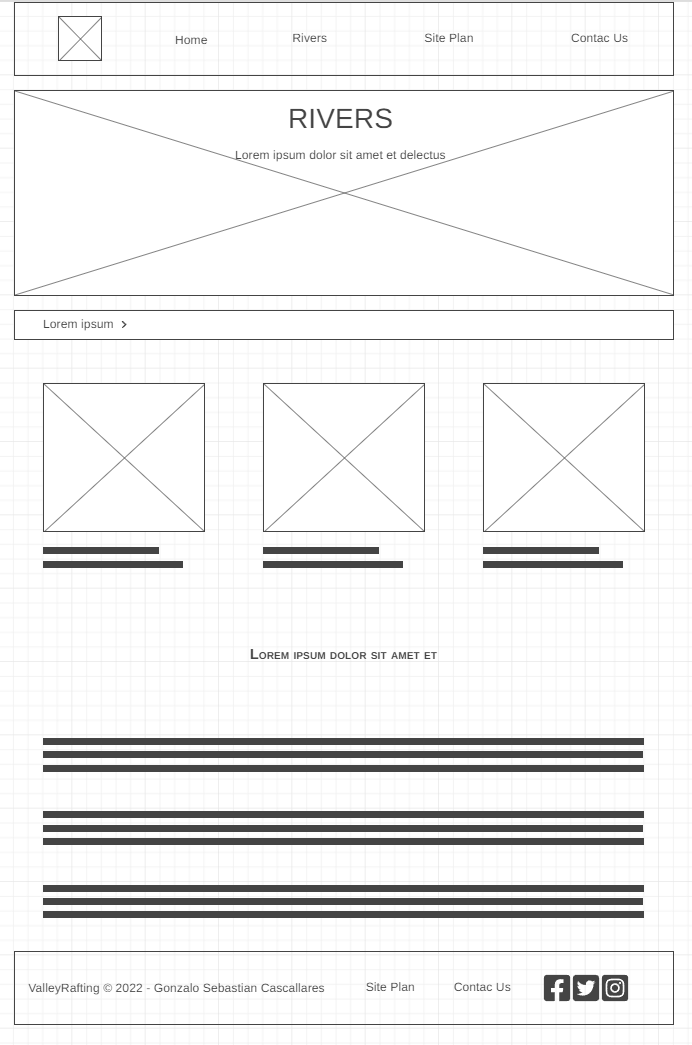 Home
Rivers
Site Plan
Contac Us
RIVERS
Lorem ipsum dolor sit amet et delectus
Lorem ipsum
Lorem ipsum dolor sit amet et
ValleyRafting © 2022 - Gonzalo Sebastian Cascallares
Site Plan
Contac Us